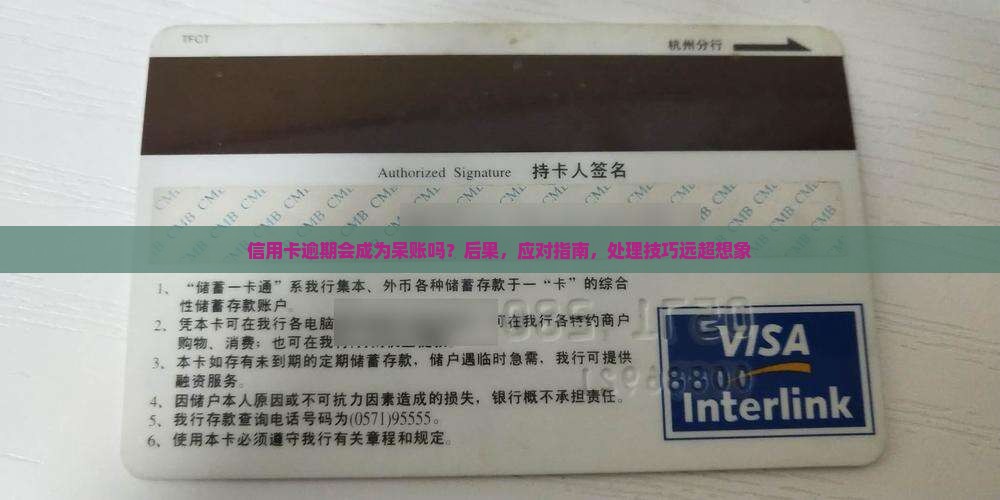 TFCT
杭州分行
Authorized Signature 持卡人签名
CMB CMB CMB CMB CMB CMB
信用卡逾期会成为呆账吗？后果，应对指南，处理技巧远超想象
1、“储蓄一卡通”系我行集本、外币各种储蓄存款于一“卡”的综合
性储蓄存款账户
2、凭本卡可在我行各电脑 可在我行各特约商户
购物、消费；也可在我
3、本卡如存有未到期的定期储蓄存款，储户遇临时急需，我行可提供
融资服务。
4、因储户本人原因或不可抗力因素造成的损失，银行概不承担责任。
5、我行存款查询电话号码为(0571)95555。
6、使用本卡必须遵守我行有关章程和规定。
VISA
Interlink